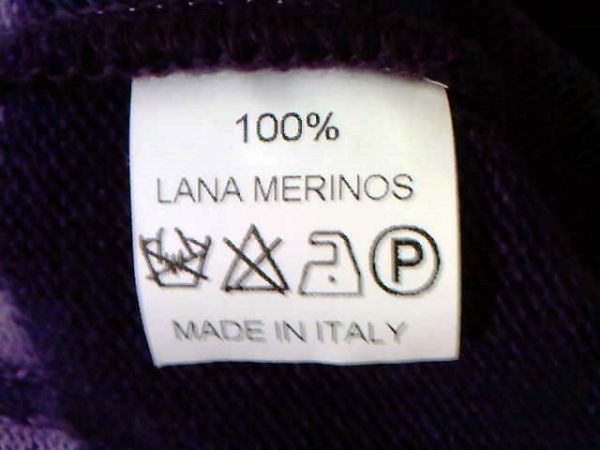 100%
LANA MERINOS
P
MADE IN ITALY